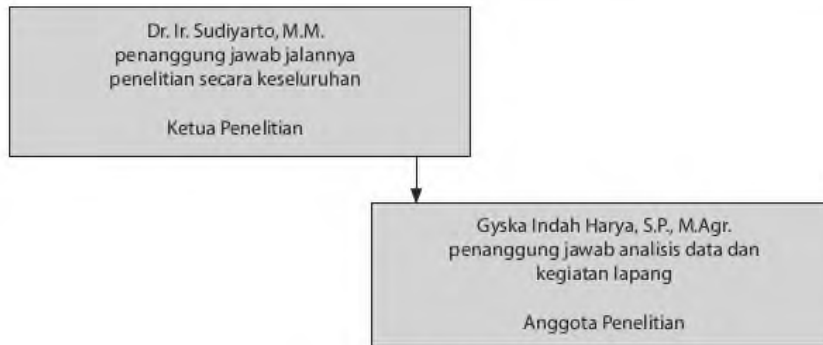 Dr. Ir. Sudiyarto, M.M.
penanggung jawab jalannya
penelitian secara keseluruhan
Ketua Penelitian
Gyska Indah Harya, S.P., M.Agr.
penanggung jawab analisis data dan
kegiatan lapang
Anggota Penelitian